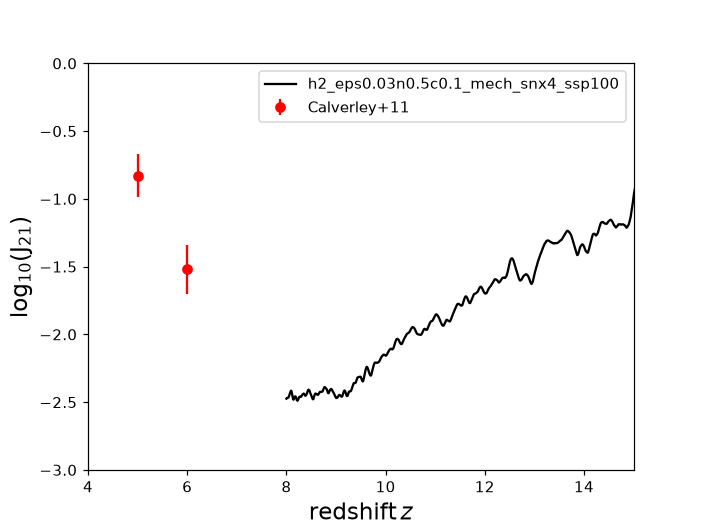 h2_eps0.03n0.5c0.1_mech_snx4_ssp100
Calverley+11
log10(J21)
0.0
−0.5
−1.0
−1.5
−2.0
−2.5
−3.0
4 6 8 10 12 14
redshift z